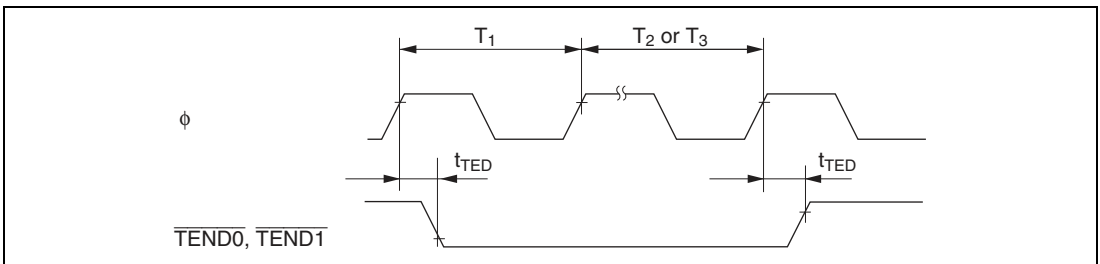 T₁ T₂ or T₃
ϕ
tTED tTED
TEND0, TEND1